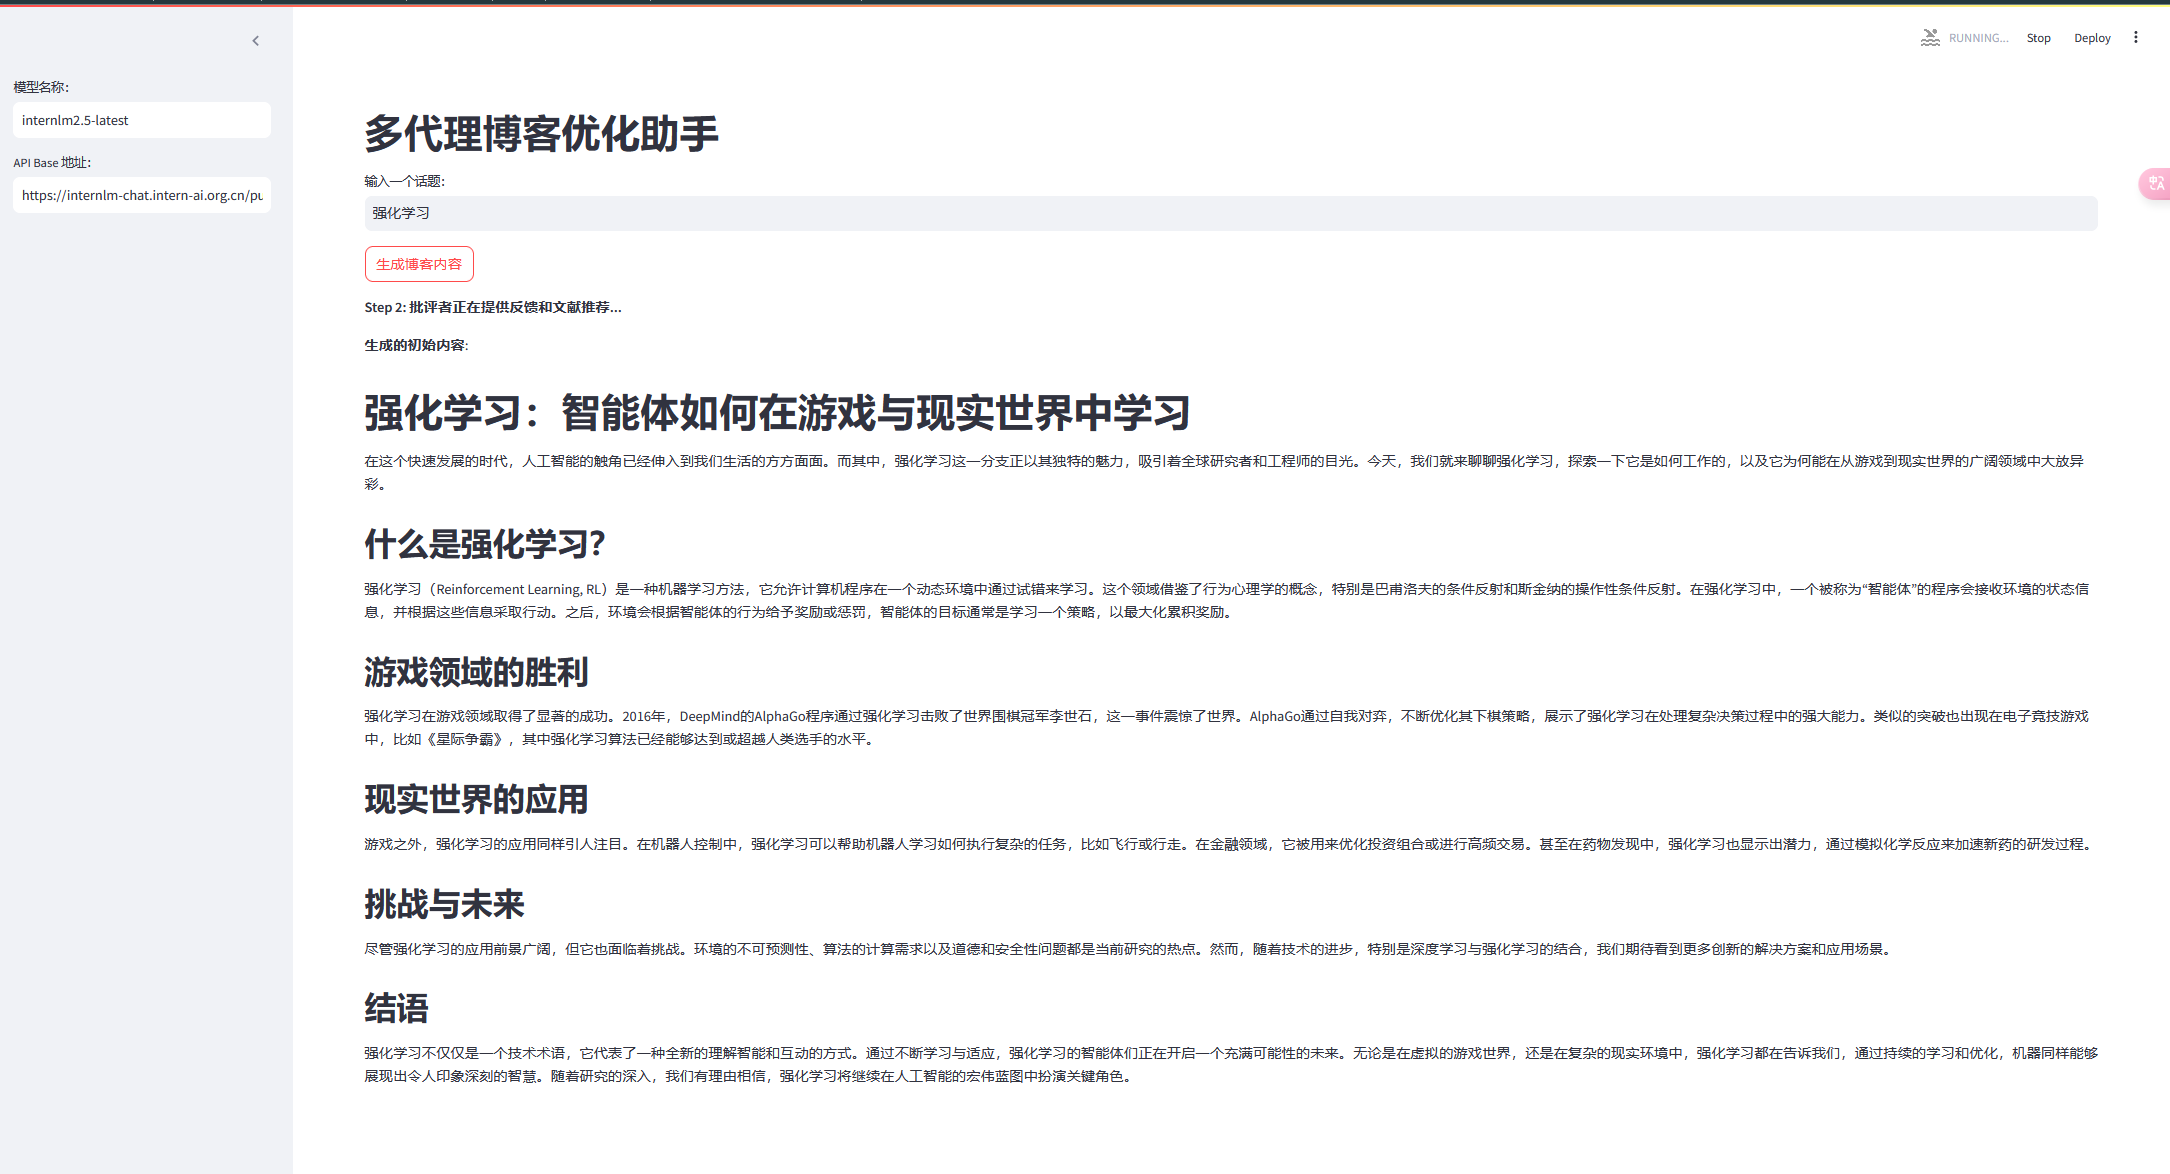 RUNNING...
Stop
Deploy
模型名称：
internlm2.5-latest
API Base 地址：
https://internlm-chat.intern-ai.org.cn/pu
多代理博客优化助手
输入一个话题：
强化学习
生成博客内容
Step 2: 批评者正在提供反馈和文献推荐...
生成的初始内容:
强化学习：智能体如何在游戏与现实世界中学习
在这个快速发展的时代，人工智能的触角已经伸入到我们生活的方方面面。而其中，强化学习这一分支正以其独特的魅力，吸引着全球研究者和工程师的目光。今天，我们就来聊聊强化学习，探索一下它是如何工作的，以及它为何能在从游戏到现实世界的广阔领域中大放异
彩。
什么是强化学习？
强化学习（Reinforcement Learning, RL）是一种机器学习方法，它允许计算机程序在一个动态环境中通过试错来学习。这个领域借鉴了行为心理学的概念，特别是巴甫洛夫的条件反射和斯金纳的操作性条件反射。在强化学习中，一个被称为“智能体”的程序会接收环境的状态信
息，并根据这些信息采取行动。之后，环境会根据智能体的行为给予奖励或惩罚，智能体的目标通常是学习一个策略，以最大化累积奖励。
游戏领域的胜利
强化学习在游戏领域取得了显著的成功。2016年，DeepMind的AlphaGo程序通过强化学习击败了世界围棋冠军李世石，这一事件震惊了世界。AlphaGo通过自我对弈，不断优化其下棋策略，展示了强化学习在处理复杂决策过程中的强大能力。类似的突破也出现在电子竞技游戏
中，比如《星际争霸》，其中强化学习算法已经能够达到或超越人类选手的水平。
现实世界的应用
游戏之外，强化学习的应用同样引人注目。在机器人控制中，强化学习可以帮助机器人学习如何执行复杂的任务，比如飞行或行走。在金融领域，它被用来优化投资组合或进行高频交易。甚至在药物发现中，强化学习也显示出潜力，通过模拟化学反应来加速新药的研发过程。
挑战与未来
尽管强化学习的应用前景广阔，但它也面临着挑战。环境的不可预测性、算法的计算需求以及道德和安全性问题都是当前研究的热点。然而，随着技术的进步，特别是深度学习与强化学习的结合，我们期待看到更多创新的解决方案和应用场景。
结语
强化学习不仅仅是一个技术术语，它代表了一种全新的理解智能和互动的方式。通过不断学习与适应，强化学习的智能体们正在开启一个充满可能性的未来。无论是在虚拟的游戏世界，还是在复杂的现实环境中，强化学习都在告诉我们，通过持续的学习和优化，机器同样能够
展现出令人印象深刻的智慧。随着研究的深入，我们有理由相信，强化学习将继续在人工智能的宏伟蓝图中扮演关键角色。